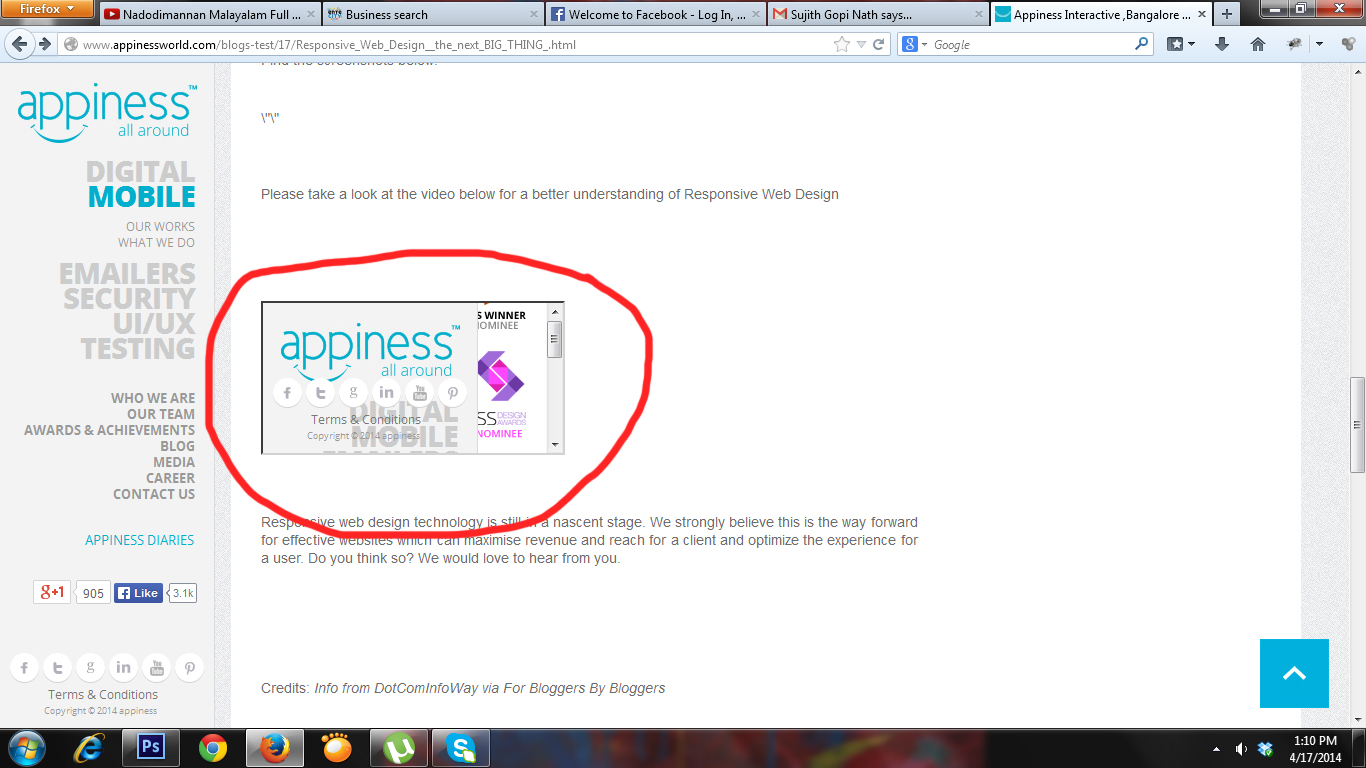 Firefox
Nadodimannan Malayalam Full ...
Business search
Welcome to Facebook - Log In, ...
Sujith Gopi Nath says...
Appiness Interactive ,Bangalore ...
www.appinessworld.com/blogs-test/17/Responsive_Web_Design__the_next_BIG_THING_.html
Google
appiness™
all around
DIGITAL
MOBILE
OUR WORKS
WHAT WE DO
EMAILERS
SECURITY
UI/UX
TESTING
WHO WE ARE
OUR TEAM
AWARDS & ACHIEVEMENTS
BLOG
MEDIA
CAREER
CONTACT US
APPINESS DIARIES
g+1 905 Like 3.1k
Terms & Conditions
Copyright © 2014 appiness
Find the screenshots below:
\"\"
Please take a look at the video below for a better understanding of Responsive Web Design
appiness™
all around
S WINNER
NOMINEE
Terms & Conditions
Copyright © 2014 appiness
DIGITAL
MOBILE
EMAILERS
SS DESIGN AWARDS
NOMINEE
Responsive web design technology is still in a nascent stage. We strongly believe this is the way forward
for effective websites which can maximise revenue and reach for a client and optimize the experience for
a user. Do you think so? We would love to hear from you.
Credits: Info from DotComInfoWay via For Bloggers By Bloggers
Ps
1:10 PM
4/17/2014